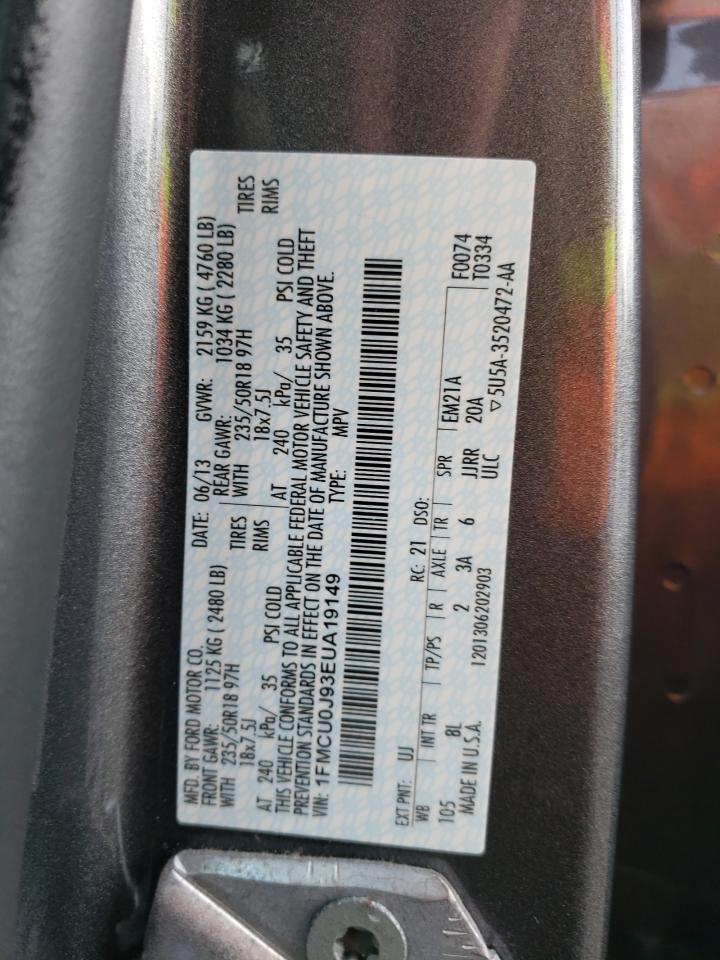 MFD. BY FORD MOTOR CO.
DATE: 06/13 GVWR: 2159 KG ( 4760 LB)
FRONT GAWR: 1125 KG ( 2480 LB) REAR GAWR: 1034 KG ( 2280 LB)
WITH 235/50R18 97H TIRES WITH 235/50R18 97H TIRES
18x7.5J RIMS 18x7.5J RIMS
AT 240 kPa/ 35 PSI COLD AT 240 kPa/ 35 PSI COLD
THIS VEHICLE CONFORMS TO ALL APPLICABLE FEDERAL MOTOR VEHICLE SAFETY AND THEFT
PREVENTION STANDARDS IN EFFECT ON THE DATE OF MANUFACTURE SHOWN ABOVE.
VIN: 1FMCU0J93EUA19149 TYPE: MPV
EXT PNT: UJ RC: 21 DSO: F0074
WB INT TR TP/PS R AXLE TR SPR EM21A T0334
105 8L 2 3A 6 JJRR 20A
MADE IN U.S.A. 1201306202903 ULC ▽5U5A-3520472-AA